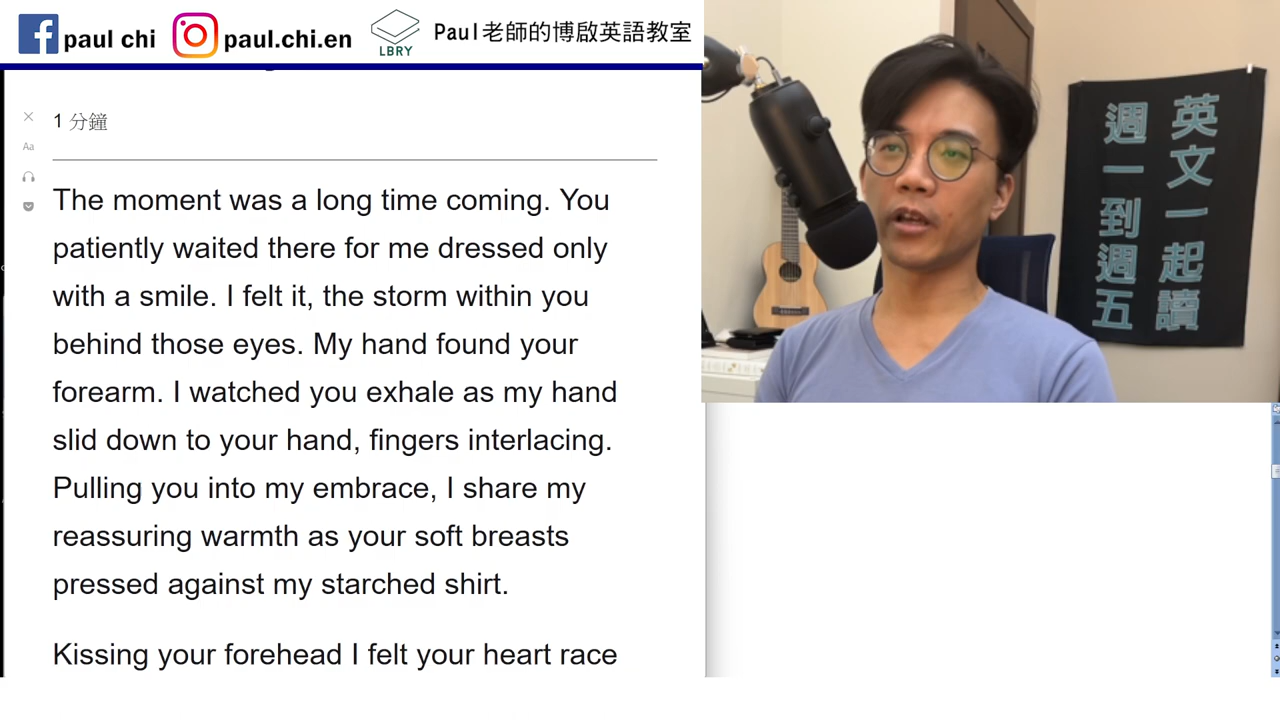 paul chi
paul.chi.en
LBRY
Paul老師的博啟英語教室
1 分鐘
Aa
The moment was a long time coming. You
patiently waited there for me dressed only
with a smile. I felt it, the storm within you
behind those eyes. My hand found your
forearm. I watched you exhale as my hand
slid down to your hand, fingers interlacing.
Pulling you into my embrace, I share my
reassuring warmth as your soft breasts
pressed against my starched shirt.
Kissing your forehead I felt your heart race
英文一起讀
週一到週五